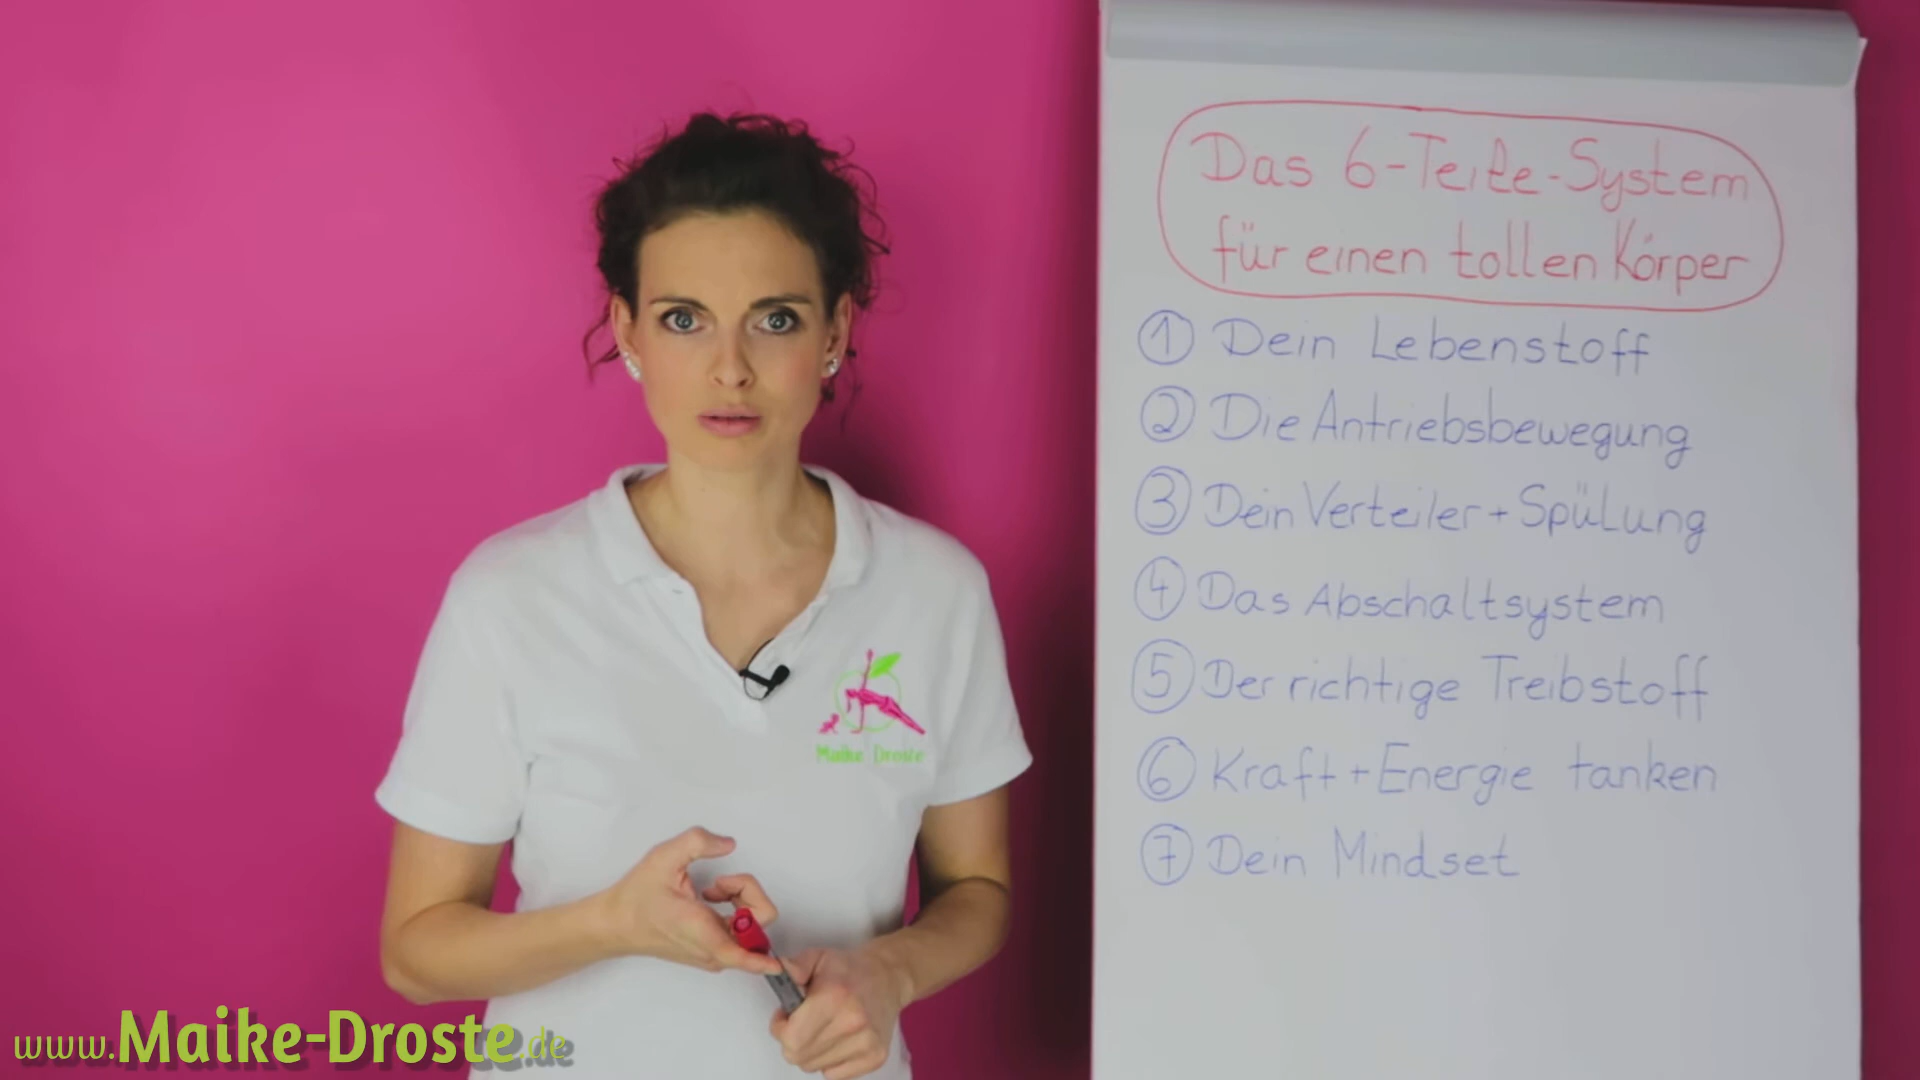 Das 6-Teile-System
für einen tollen Körper
① Dein Lebenstoff
② Die Antriebsbewegung
③ Dein Verteiler + Spülung
④ Das Abschaltsystem
⑤ Der richtige Treibstoff
⑥ Kraft + Energie tanken
⑦ Dein Mindset
Maike Droste
www.Maike-Droste.de